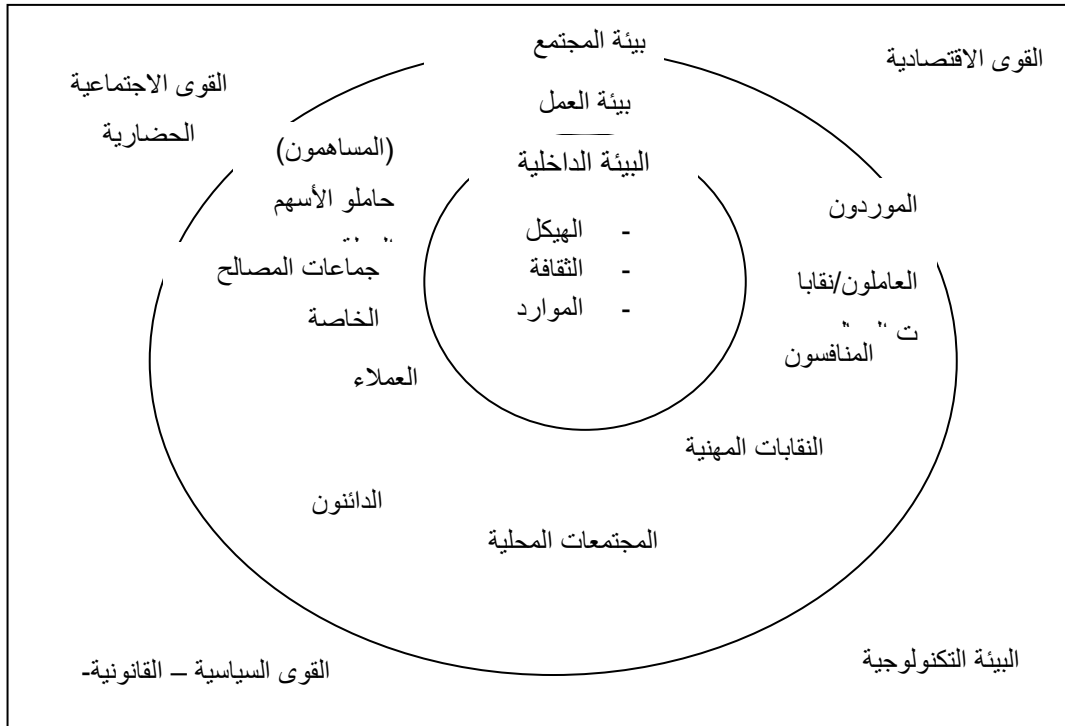 بيئة المجتمع
القوى الاقتصادية
القوى الاجتماعية
الحضارية
بيئة العمل
(المساهمون)
حاملو الأسهم
البيئة الداخلية
- الهيكل
- الثقافة
- الموارد
الموردون
جماعات المصالح
الخاصة
العاملون/نقابا
ت
المنافسون
العملاء
النقابات المهنية
الدائنون
المجتمعات المحلية
القوى السياسية – القانونية-
البيئة التكنولوجية